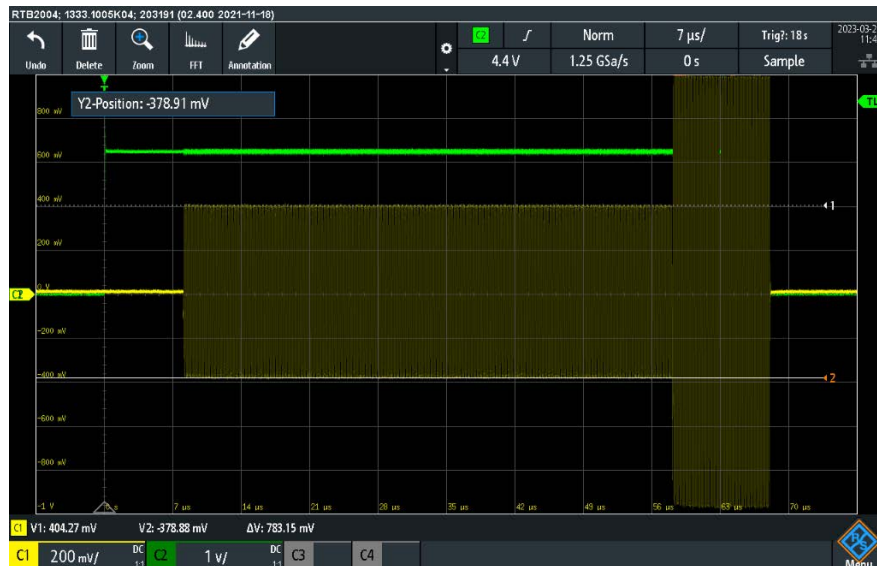 RTB2004; 1333.1005K04; 203191 (02.400 2021-11-18)
Undo
Delete
Zoom
FFT
Annotation
C2
Norm
7 µs/
Trig?: 18 s
4.4 V
1.25 GSa/s
0 s
Sample
Y2-Position: -378.91 mV
800 mV
600 mV
400 mV
200 mV
0 V
-200 mV
-400 mV
-600 mV
-800 mV
-1 V
1
2
C2
TL
7 µs
14 µs
21 µs
28 µs
35 µs
42 µs
49 µs
56 µs
63 µs
70 µs
C1 V1: 404.27 mV V2: -378.88 mV ΔV: 783.15 mV
C1 200 mV/ DC 1:1 C2 1 V/ DC 1:1 C3 C4
Menu